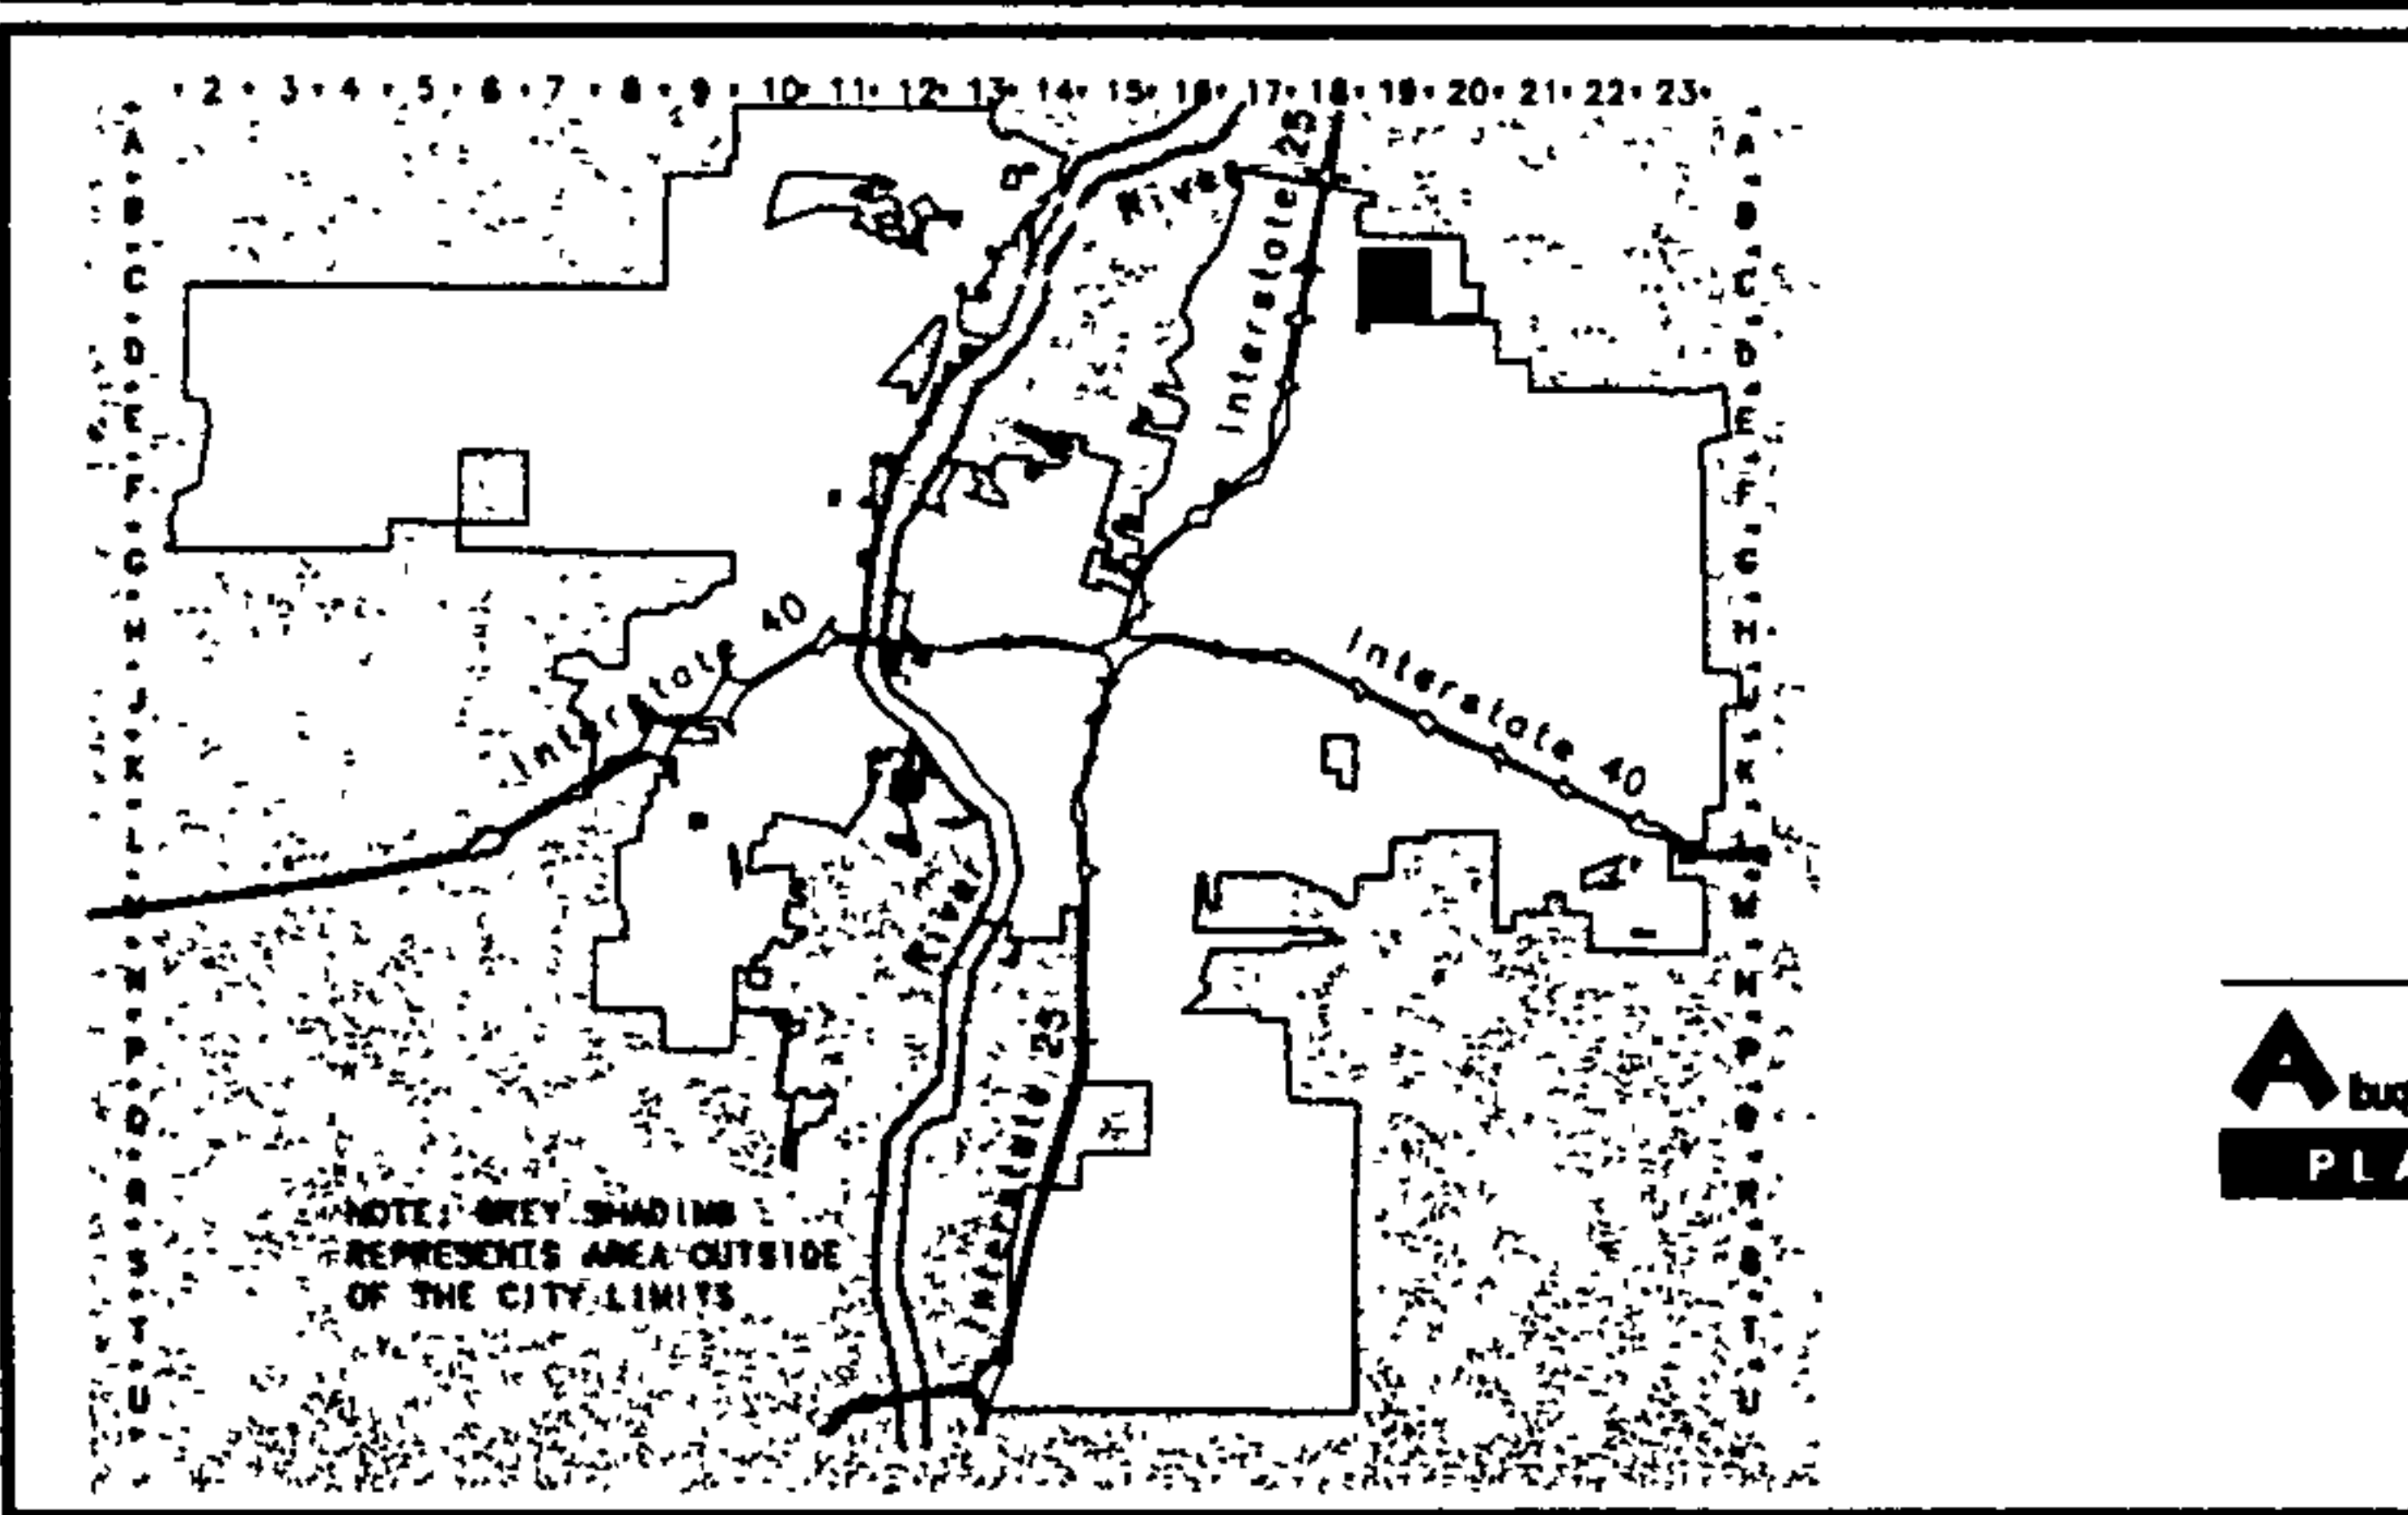 2 3 4 5 6 7 8 9 10 11 12 13 14 15 16 17 18 19 20 21 22 23
A
B
C
D
E
F
G
H
J
K
L
M
N
P
Q
R
S
T
U
River
Interstate 25
Interstate 40
Interstate 40
River
Interstate 25
NOTE: GREY SHADING
REPRESENTS AREA OUTSIDE
OF THE CITY LIMITS
A
B
C
D
E
F
G
H
J
K
L
M
N
P
Q
R
S
T
U
A buq
PLA